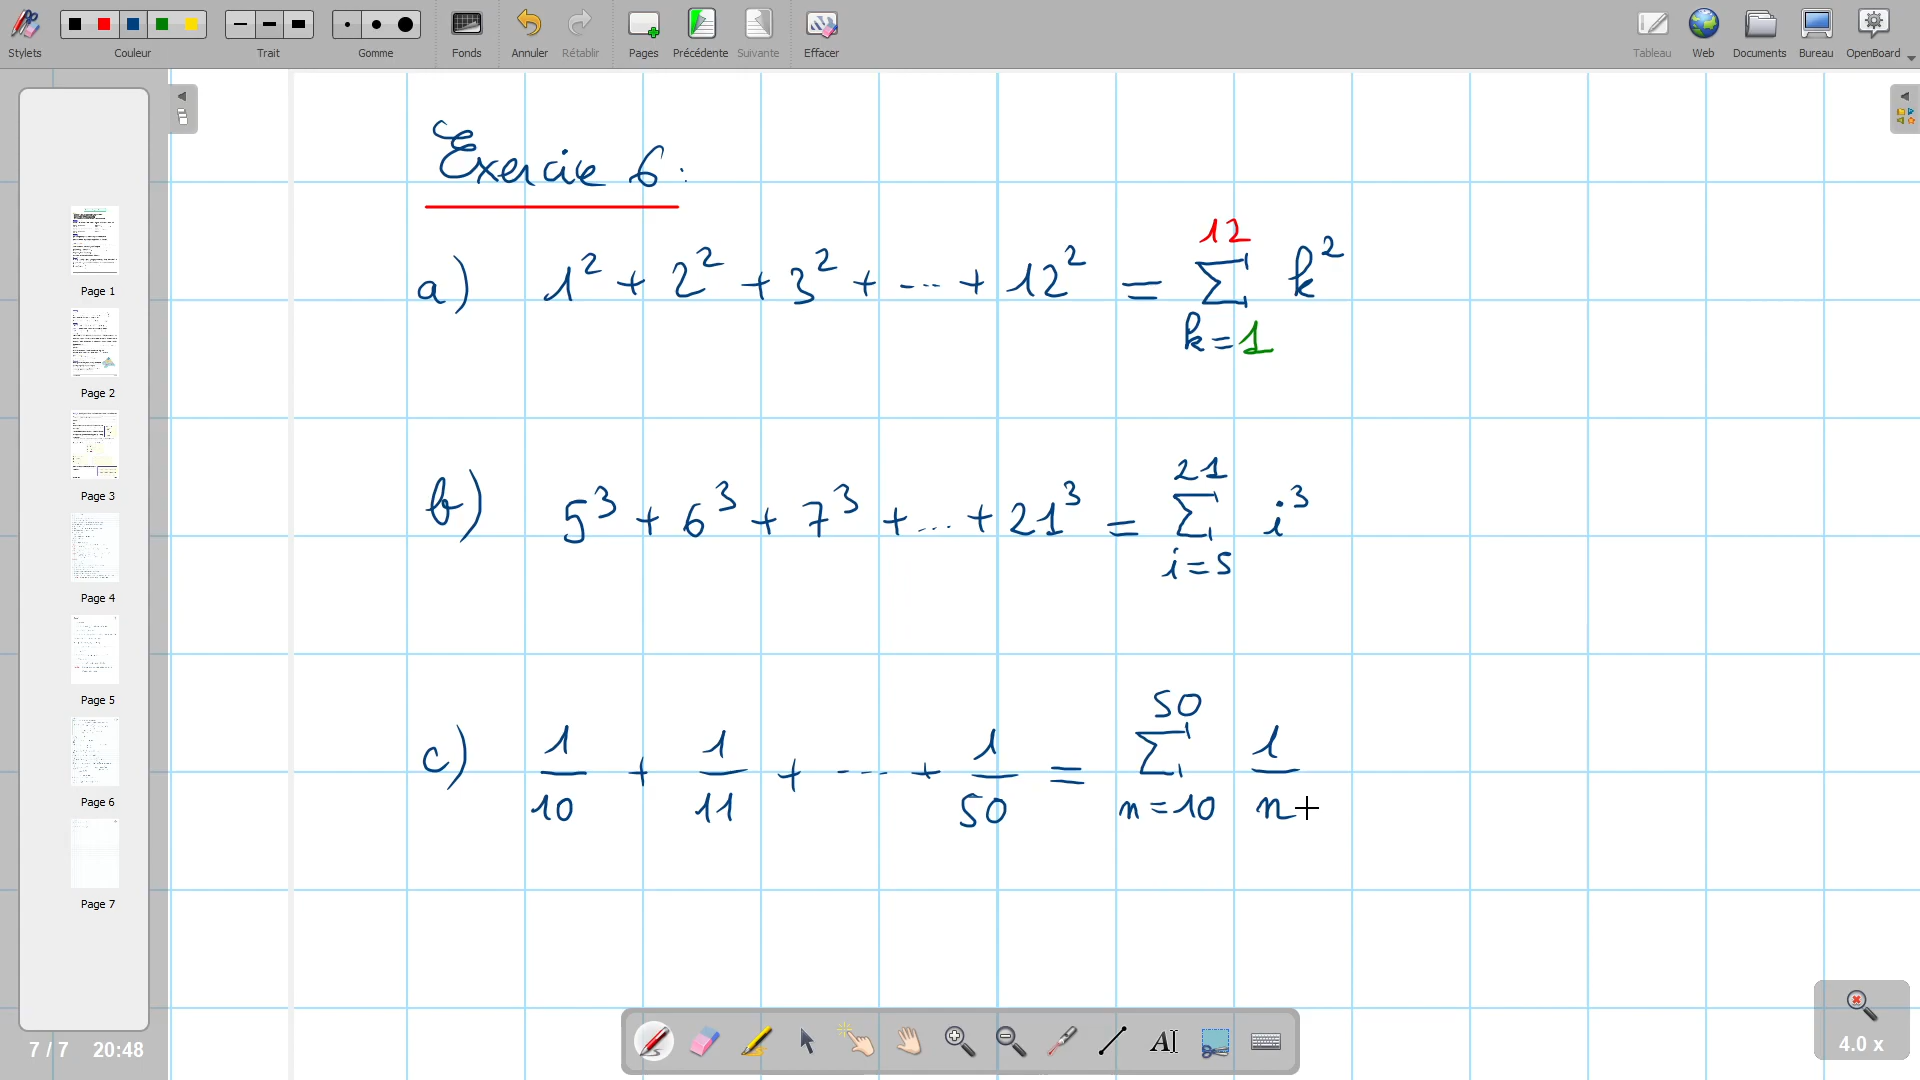 Stylets Couleur Trait Gomme Fonds Annuler Rétablir Pages Précédente Suivante Effacer Tableau Web Documents Bureau OpenBoard
Exercice 6 :
a) 1² + 2² + 3² + ... + 12² = ∑_{k=1}^{12} k²
b) 5³ + 6³ + 7³ + ... + 21³ = ∑_{i=5}^{21} i³
c) 1/10 + 1/11 + ... + 1/50 = ∑_{n=10}^{50} 1/n
Page 1
Page 2
Page 3
Page 4
Page 5
Page 6
Page 7
7 / 7 20:48
4.0 x